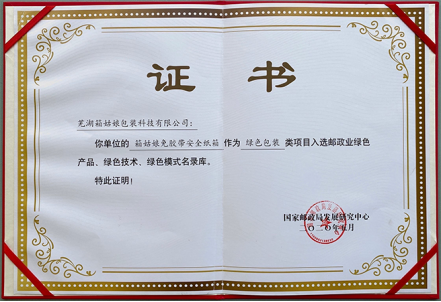 证书
芜湖箱姑娘包装科技有限公司:
你单位的 箱姑娘免胶带安全纸箱 作为 绿色包装 类项目入选邮政业绿色
产品、绿色技术、绿色模式名录库。
特此证明!
国家邮政局发展研究中心
二〇二〇年五月